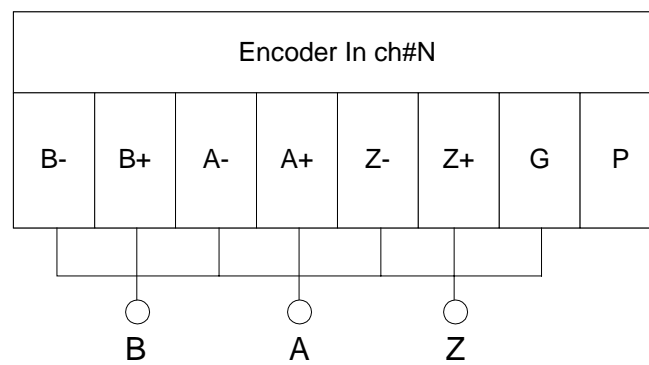 Encoder In ch#N
B- B+ A- A+ Z- Z+ G P
B A Z